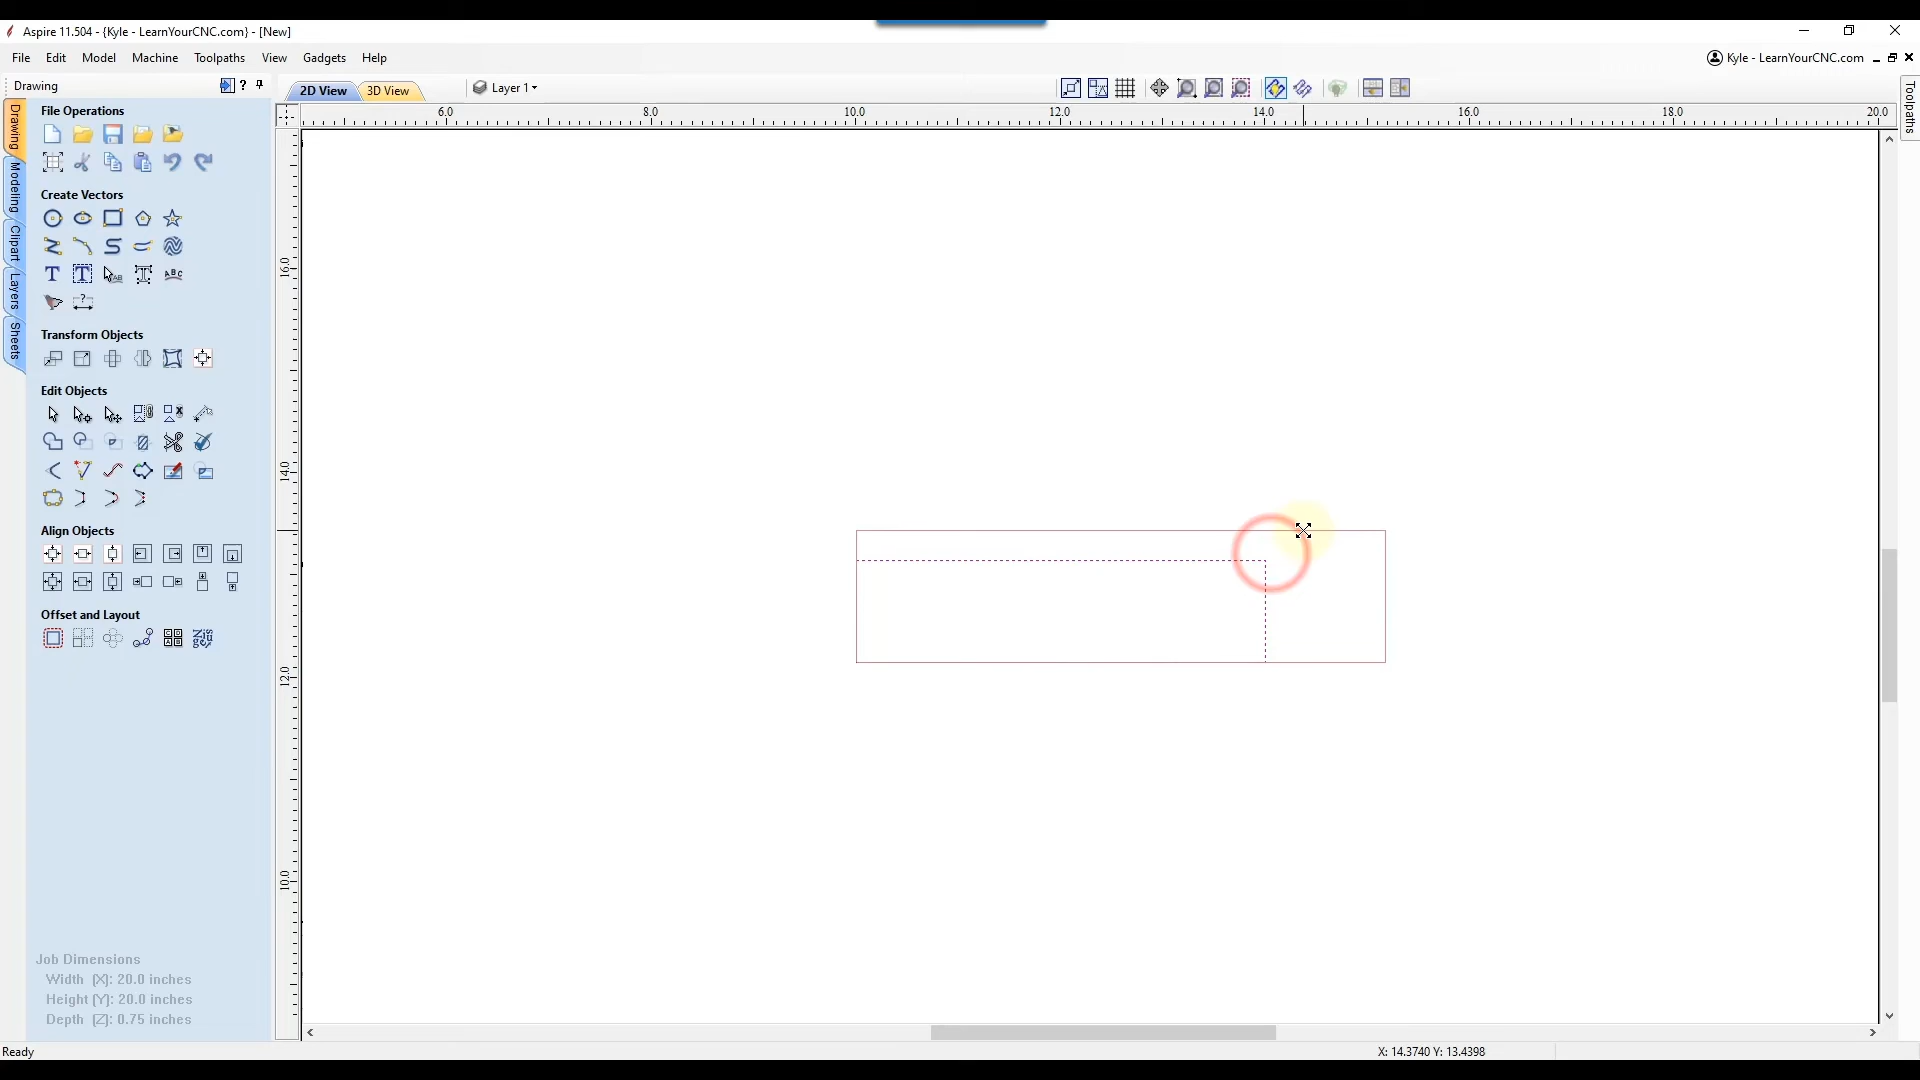 Aspire 11.504 - {Kyle - LearnYourCNC.com} - [New]
File Edit Model Machine Toolpaths View Gadgets Help
Kyle - LearnYourCNC.com
Drawing
2D View 3D View
Layer 1
Toolpaths
6.0 8.0 10.0 12.0 14.0 16.0 18.0 20.0
16.0
14.0
12.0
10.0
Drawing
Modeling
Clipart
Layers
Sheets
File Operations
Create Vectors
Transform Objects
Edit Objects
Align Objects
Offset and Layout
Job Dimensions
Width (X): 20.0 inches
Height (Y): 20.0 inches
Depth (Z): 0.75 inches
Ready
X: 14.3740 Y: 13.4398